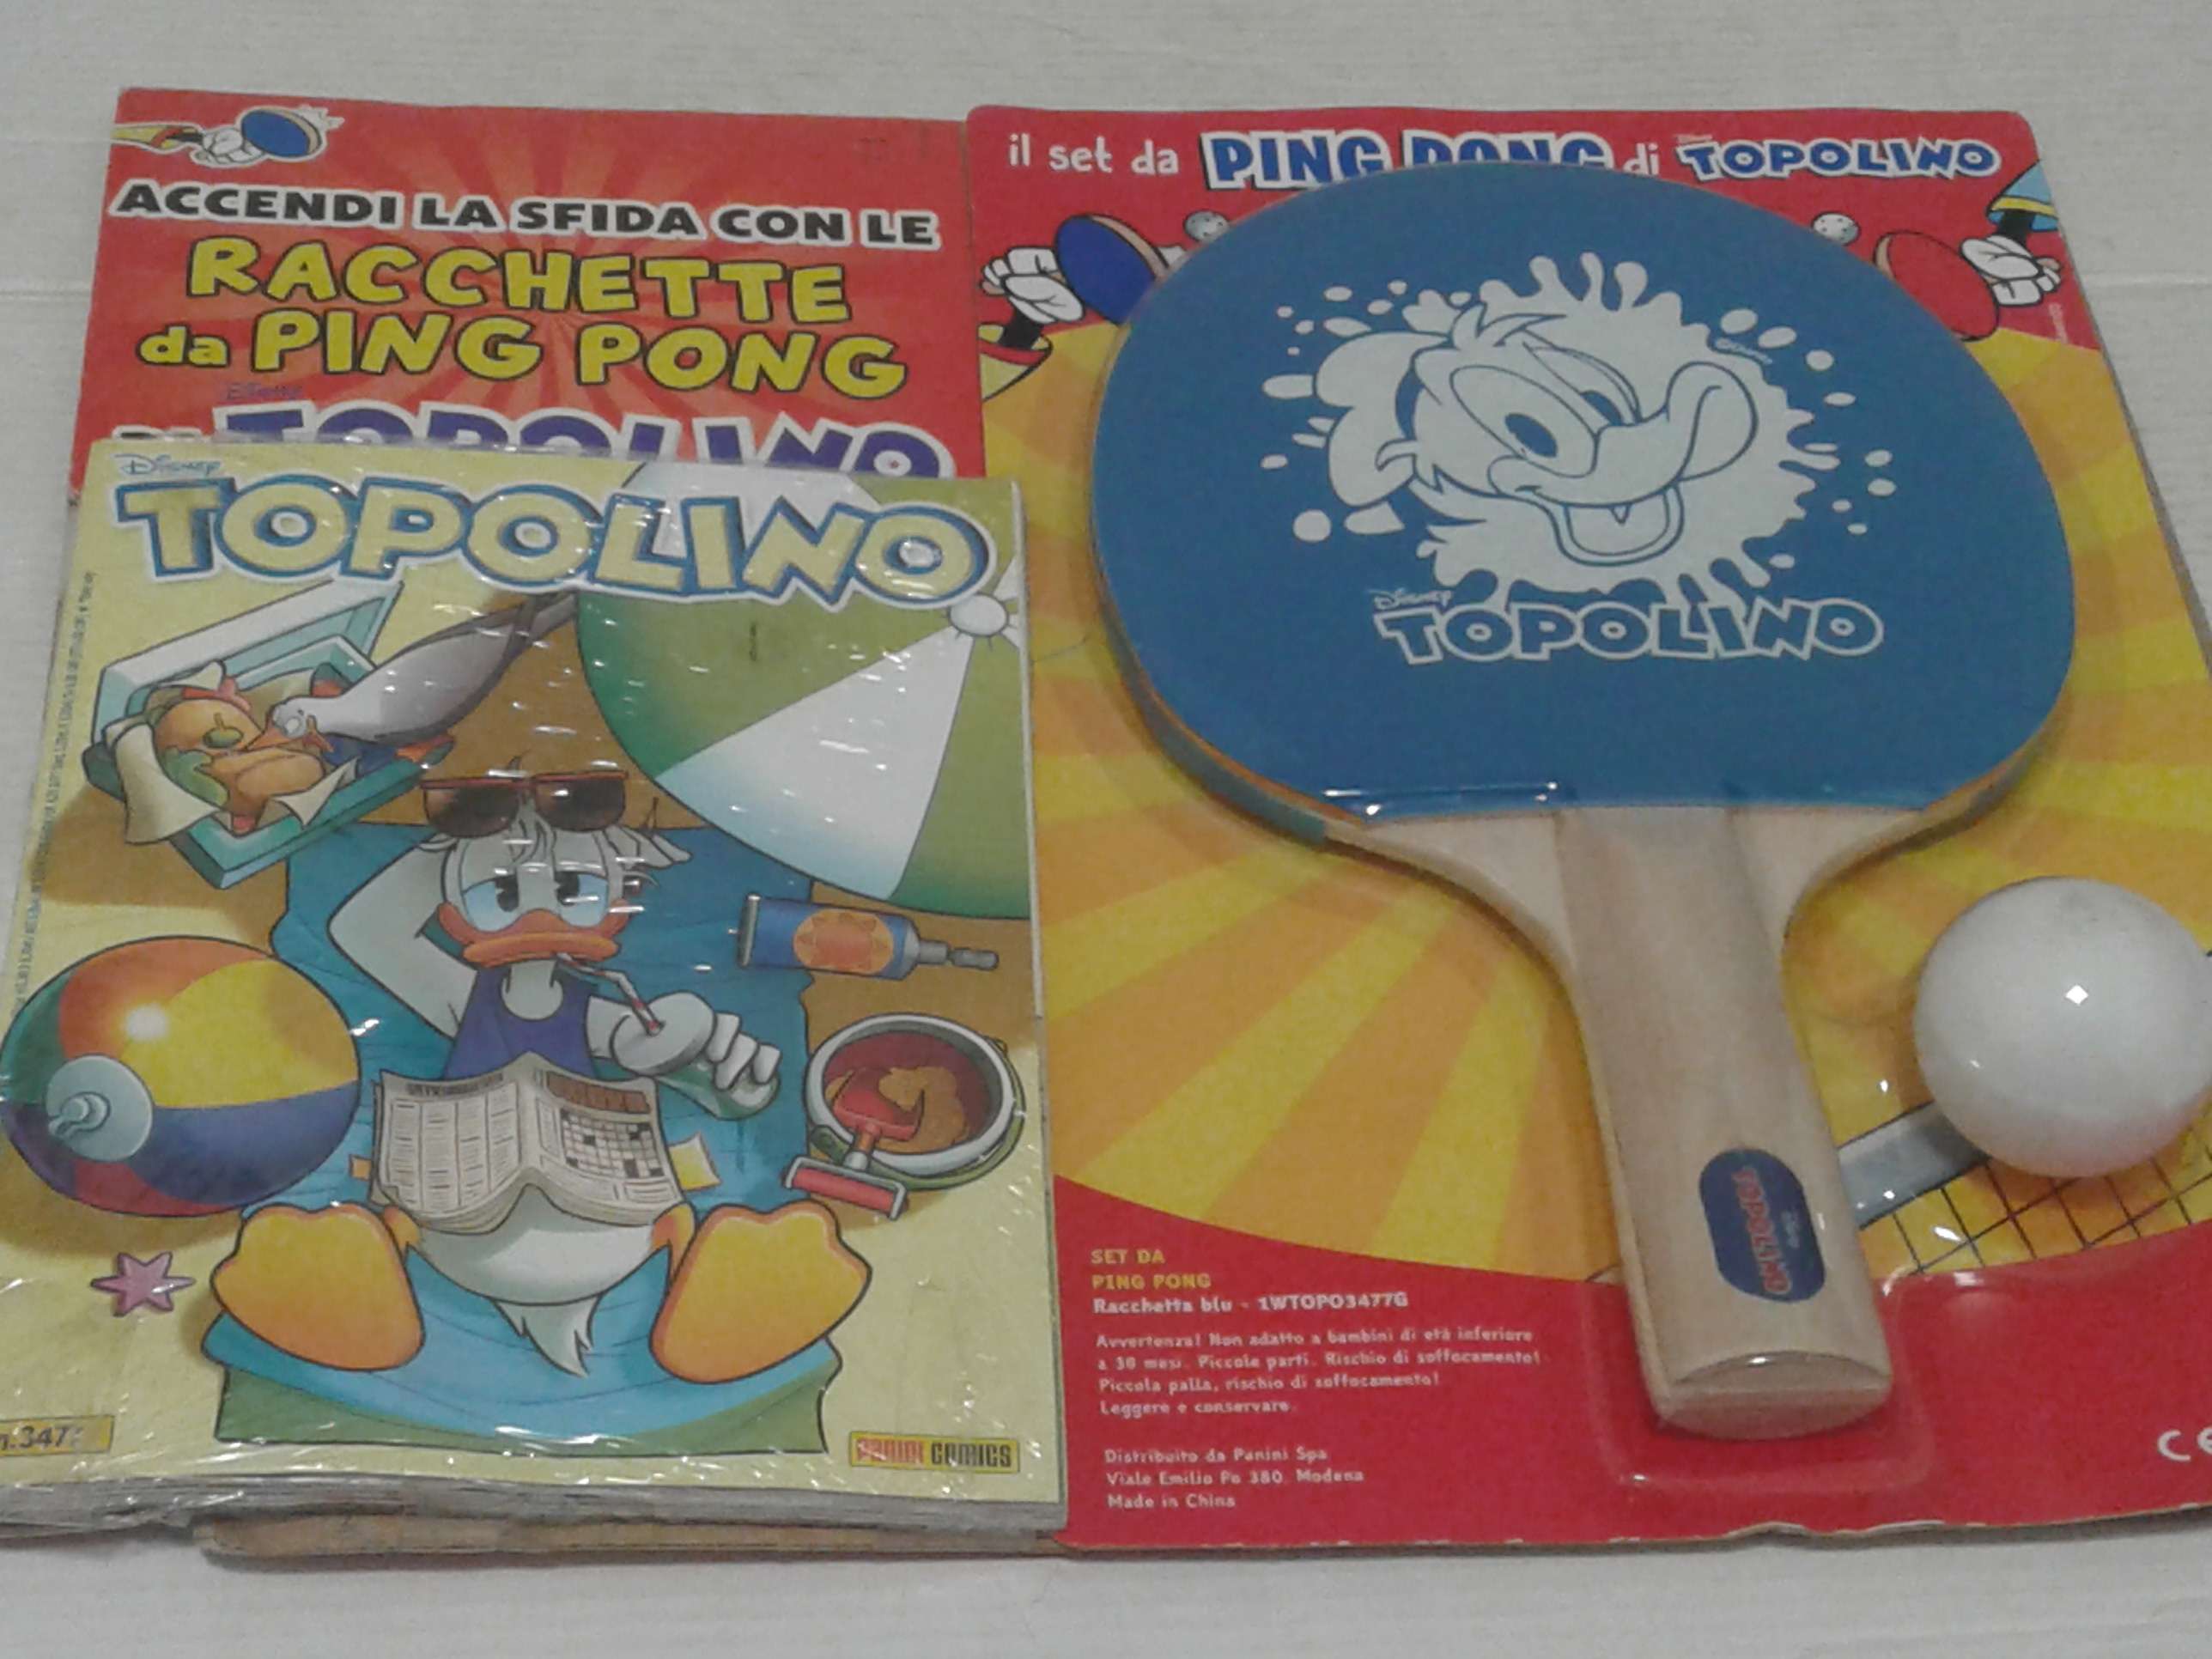 ACCENDI LA SFIDA CON LE
RACCHETTE
da PING PONG
Disney
TOPOLINO
Disney
TOPOLINO
PANINI COMICS
il set da PING PONG di TOPOLINO
Disney
TOPOLINO
Disney
TOPOLINO
SET DA
PING PONG
Racchetta blu - 1WTOPO3477G
Avvertenza! Non adatto a bambini di età inferiore
a 36 mesi. Piccole parti. Rischio di soffocamento!
Piccola palla, rischio di soffocamento!
Leggere e conservare.
Distribuito da Panini Spa
Viale Emilio Po 380. Modena
Made in China
CE